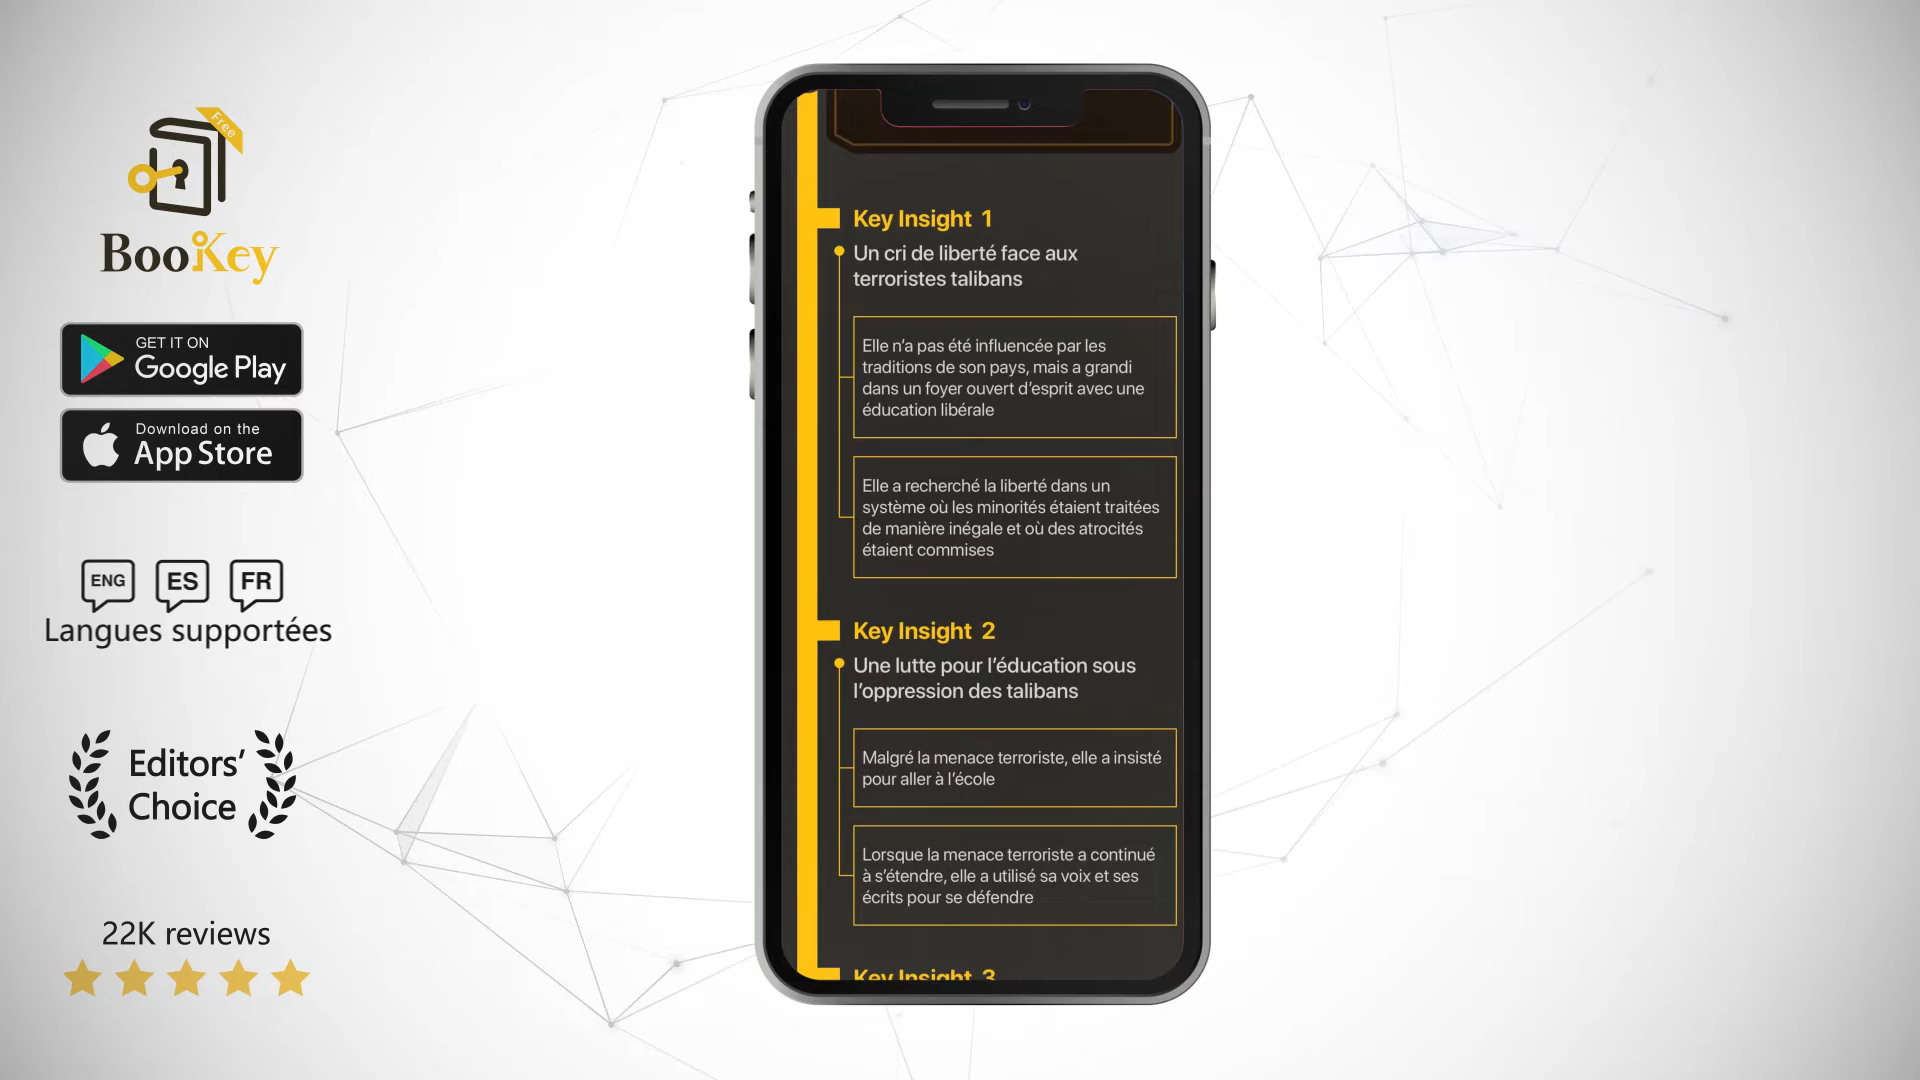 Free
BooKey
GET IT ON
Google Play
Download on the
App Store
ENG ES FR
Langues supportées
Editors’
Choice
22K reviews
Key Insight 1
Un cri de liberté face aux
terroristes talibans
Elle n’a pas été influencée par les
traditions de son pays, mais a grandi
dans un foyer ouvert d’esprit avec une
éducation libérale
Elle a recherché la liberté dans un
système où les minorités étaient traitées
de manière inégale et où des atrocités
étaient commises
Key Insight 2
Une lutte pour l’éducation sous
l’oppression des talibans
Malgré la menace terroriste, elle a insisté
pour aller à l’école
Lorsque la menace terroriste a continué
à s’étendre, elle a utilisé sa voix et ses
écrits pour se défendre
Key Insight 3